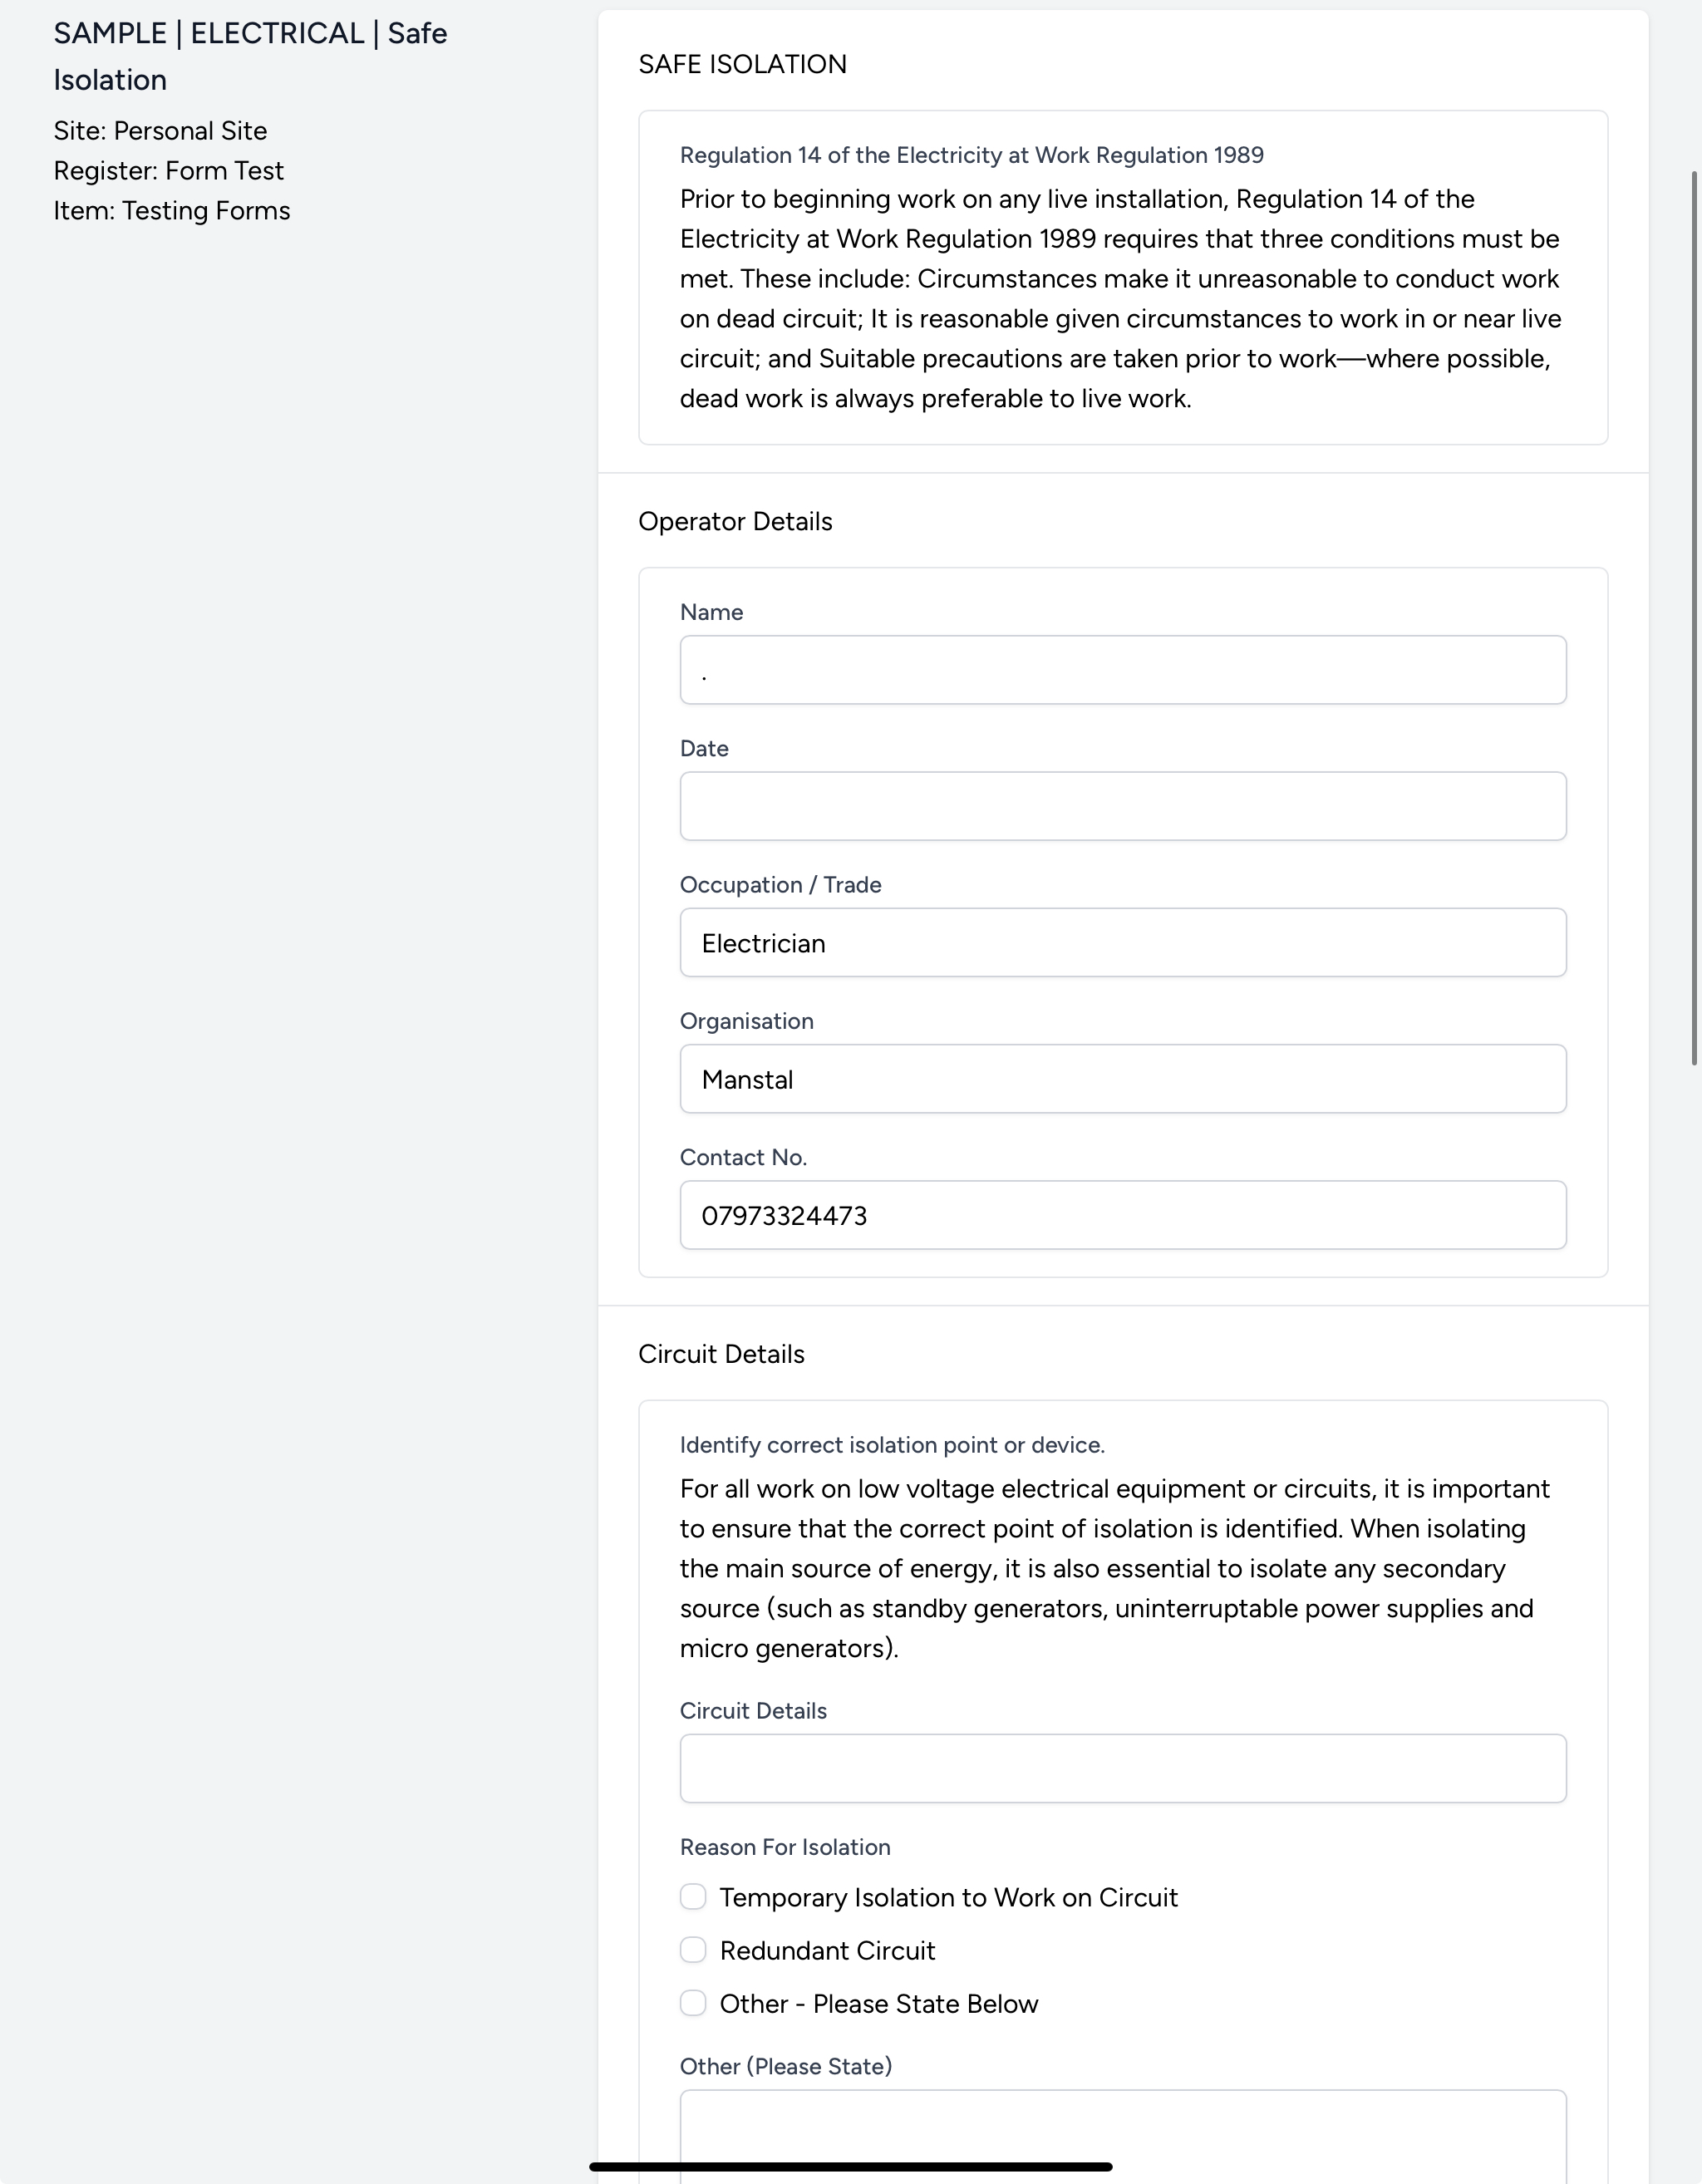 SAMPLE | ELECTRICAL | Safe
Isolation
Site: Personal Site
Register: Form Test
Item: Testing Forms
SAFE ISOLATION
Regulation 14 of the Electricity at Work Regulation 1989
Prior to beginning work on any live installation, Regulation 14 of the
Electricity at Work Regulation 1989 requires that three conditions must be
met. These include: Circumstances make it unreasonable to conduct work
on dead circuit; It is reasonable given circumstances to work in or near live
circuit; and Suitable precautions are taken prior to work—where possible,
dead work is always preferable to live work.
Operator Details
Name
.
Date
Occupation / Trade
Electrician
Organisation
Manstal
Contact No.
07973324473
Circuit Details
Identify correct isolation point or device.
For all work on low voltage electrical equipment or circuits, it is important
to ensure that the correct point of isolation is identified. When isolating
the main source of energy, it is also essential to isolate any secondary
source (such as standby generators, uninterruptable power supplies and
micro generators).
Circuit Details
Reason For Isolation
Temporary Isolation to Work on Circuit
Redundant Circuit
Other - Please State Below
Other (Please State)